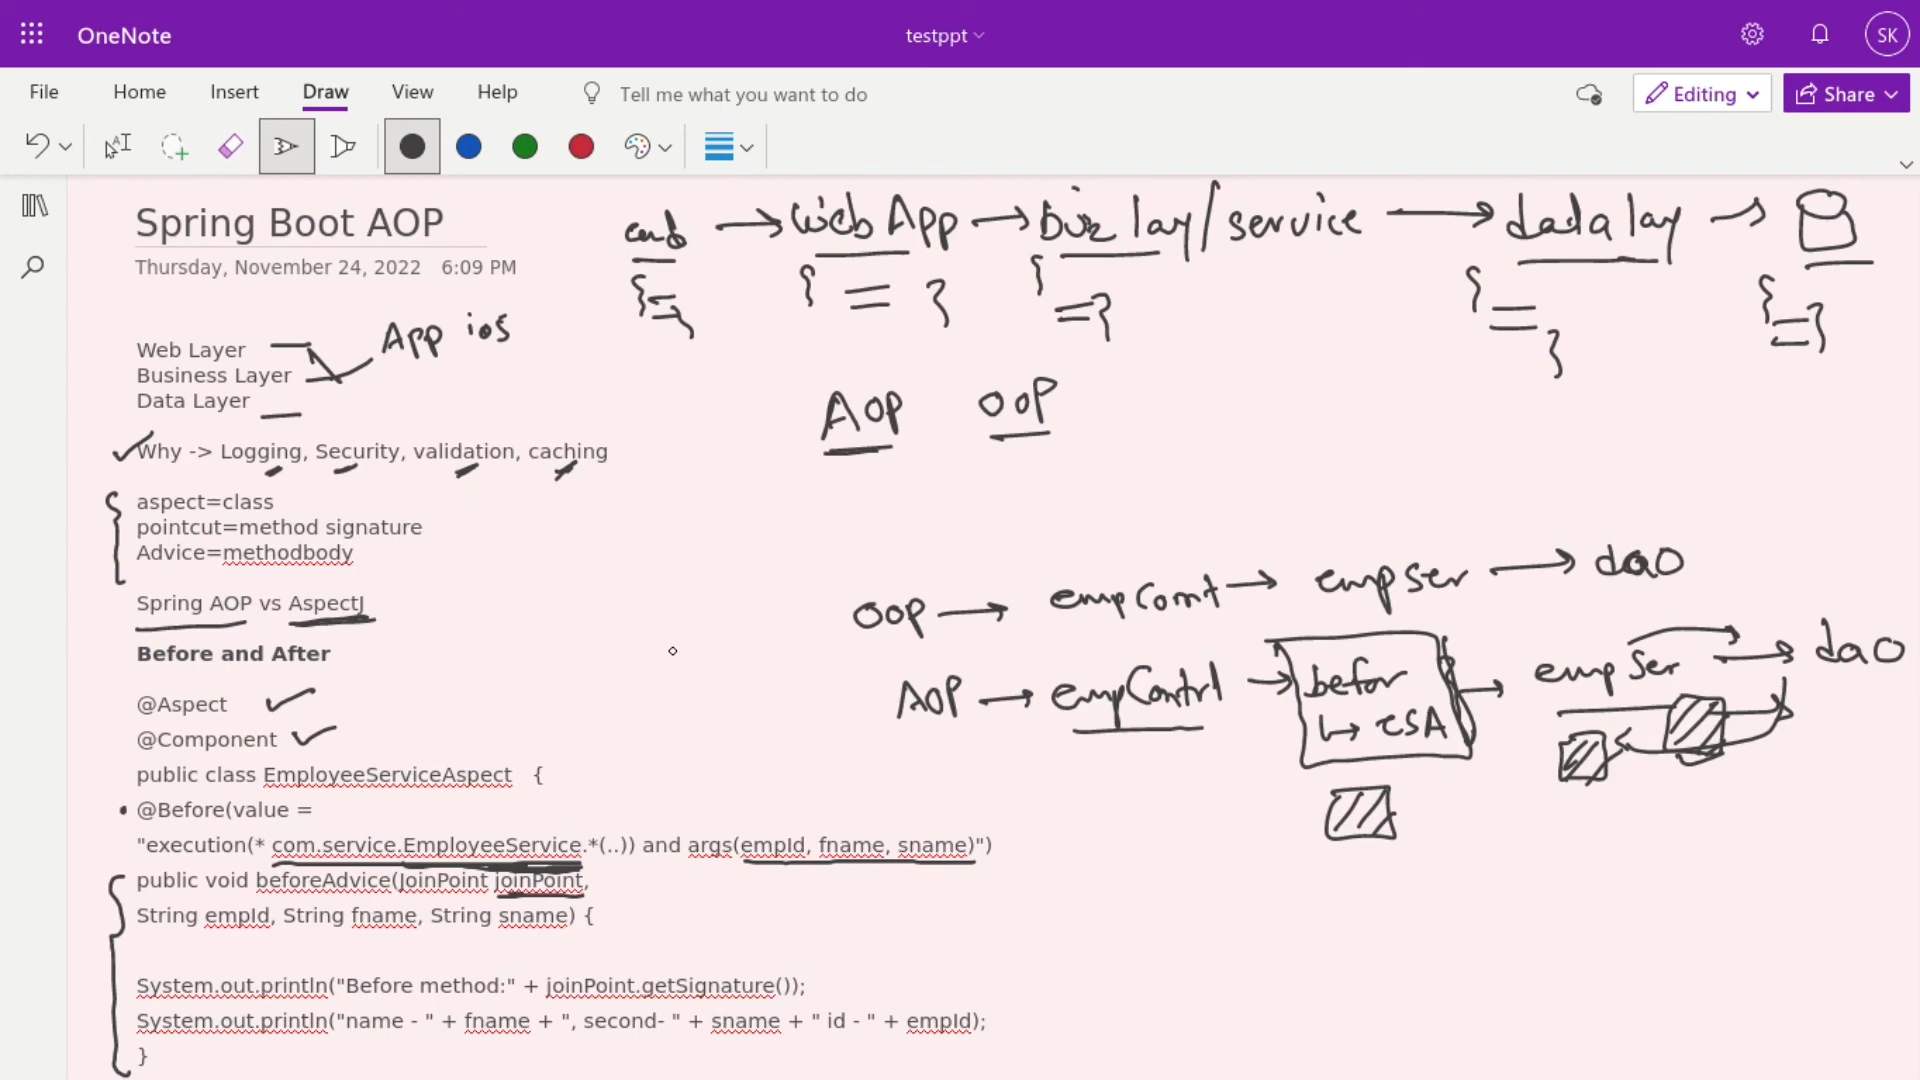 OneNote
testppt
SK
File Home Insert Draw View Help Tell me what you want to do Editing Share
Spring Boot AOP
Thursday, November 24, 2022 6:09 PM
Web App Biz lay/service data lay
{=} {=} {=} {=} {=}
App ios
Web Layer
Business Layer
Data Layer
AOP OOP
Why -> Logging, Security, validation, caching
aspect=class
pointcut=method signature
Advice=methodbody
Spring AOP vs AspectJ
Before and After
@Aspect
@Component
public class EmployeeServiceAspect {
@Before(value =
"execution(* com.service.EmployeeService.*(..)) and args(empId, fname, sname)")
public void beforeAdvice(JoinPoint joinPoint,
String empId, String fname, String sname) {
System.out.println("Before method:" + joinPoint.getSignature());
System.out.println("name - " + fname + ", second- " + sname + " id - " + empId);
}
OOP → empCont → empSer → dao
AOP → empContrl → befor → empSer → dao
↳ ESA